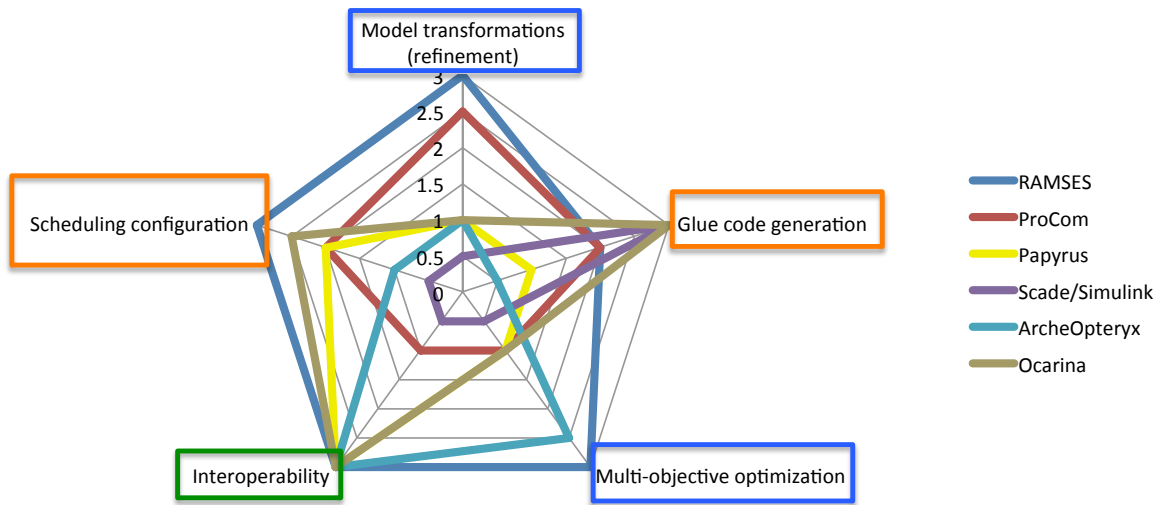 Model transformations
(refinement)
3
2.5
2
1.5
1
0.5
0
Scheduling configuration
Glue code generation
Interoperability
Multi-objective optimization
RAMSES
ProCom
Papyrus
Scade/Simulink
ArcheOpteryx
Ocarina